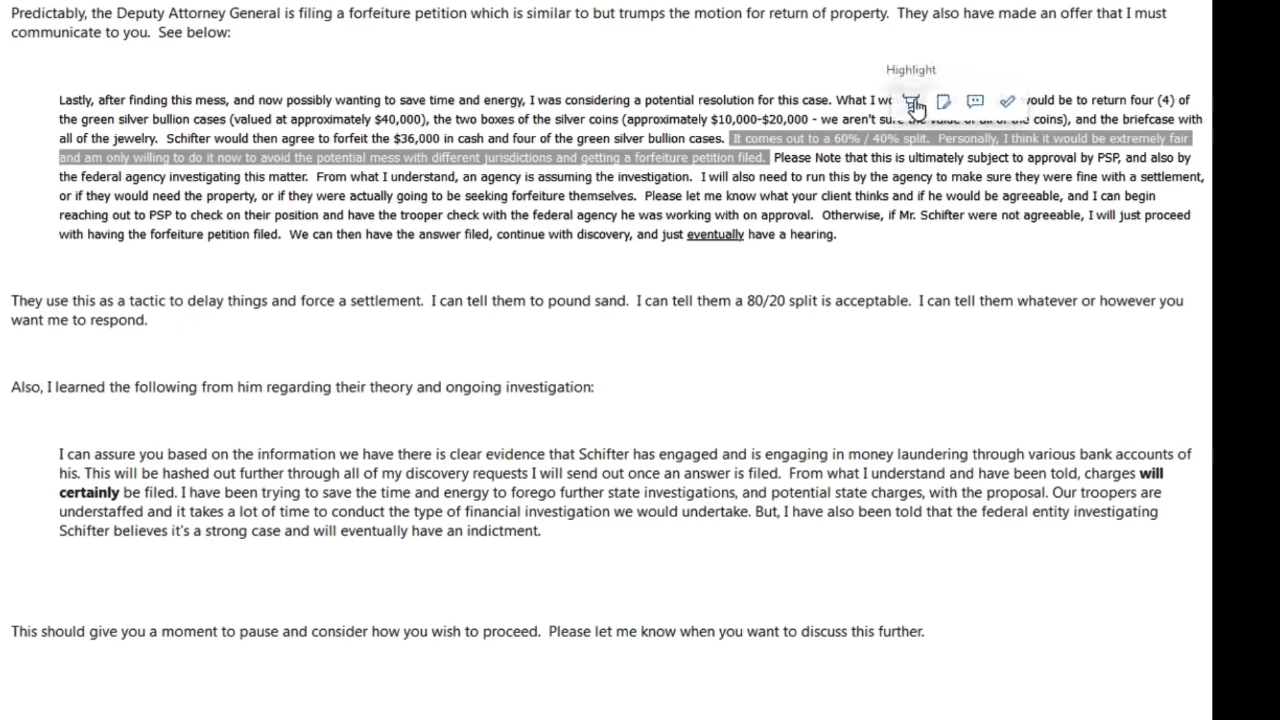 Predictably, the Deputy Attorney General is filing a forfeiture petition which is similar to but trumps the motion for return of property.  They also have made an offer that I must
communicate to you.  See below:
Highlight
Lastly, after finding this mess, and now possibly wanting to save time and energy, I was considering a potential resolution for this case. What I would be to return four (4) of
the green silver bullion cases (valued at approximately $40,000), the two boxes of the silver coins (approximately $10,000-$20,000 - we aren't sure the value of all of the coins), and the briefcase with
all of the jewelry.  Schifter would then agree to forfeit the $36,000 in cash and four of the green silver bullion cases.  It comes out to a 60% / 40% split.  Personally, I think it would be extremely fair
and am only willing to do it now to avoid the potential mess with different jurisdictions and getting a forfeiture petition filed.  Please Note that this is ultimately subject to approval by PSP, and also by
the federal agency investigating this matter.  From what I understand, an agency is assuming the investigation.  I will also need to run this by the agency to make sure they were fine with a settlement,
or if they would need the property, or if they were actually going to be seeking forfeiture themselves.  Please let me know what your client thinks and if he would be agreeable, and I can begin
reaching out to PSP to check on their position and have the trooper check with the federal agency he was working with on approval.  Otherwise, if Mr. Schifter were not agreeable, I will just proceed
with having the forfeiture petition filed.  We can then have the answer filed, continue with discovery, and just eventually have a hearing.
They use this as a tactic to delay things and force a settlement.  I can tell them to pound sand.  I can tell them a 80/20 split is acceptable.  I can tell them whatever or however you
want me to respond.
Also, I learned the following from him regarding their theory and ongoing investigation:
I can assure you based on the information we have there is clear evidence that Schifter has engaged and is engaging in money laundering through various bank accounts of
his. This will be hashed out further through all of my discovery requests I will send out once an answer is filed.  From what I understand and have been told, charges will
certainly be filed. I have been trying to save the time and energy to forego further state investigations, and potential state charges, with the proposal. Our troopers are
understaffed and it takes a lot of time to conduct the type of financial investigation we would undertake. But, I have also been told that the federal entity investigating
Schifter believes it's a strong case and will eventually have an indictment.
This should give you a moment to pause and consider how you wish to proceed.  Please let me know when you want to discuss this further.